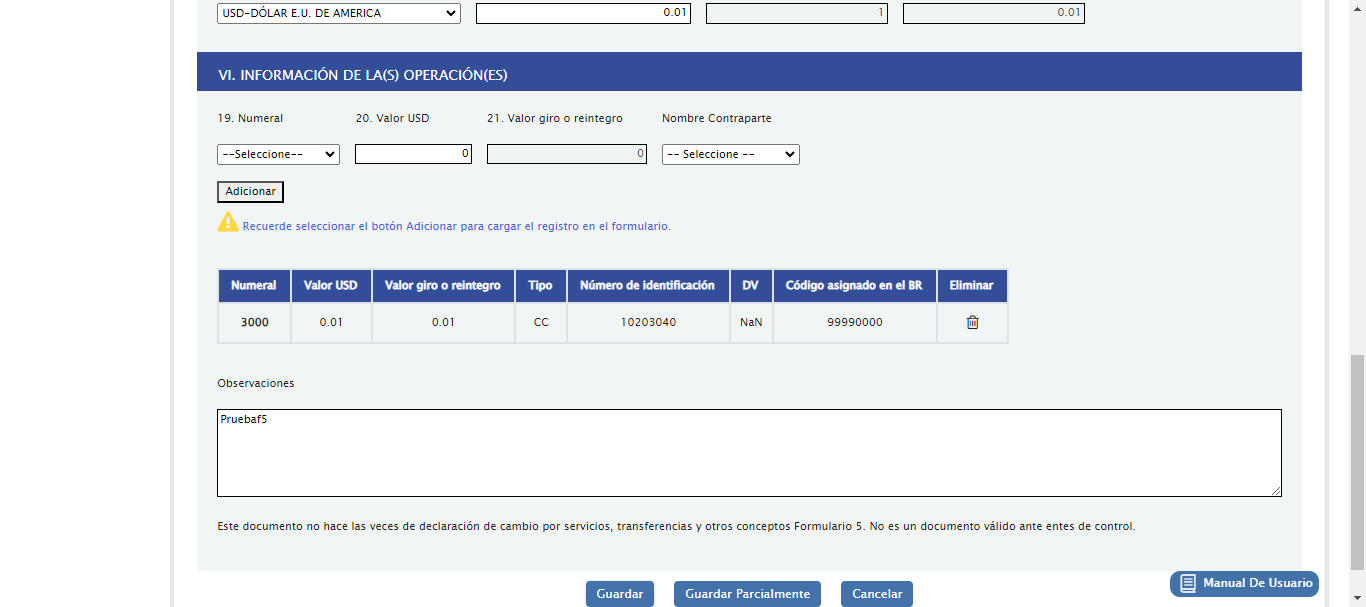 USD-DÓLAR E.U. DE AMERICA 0.01 1 0.01
VI. INFORMACIÓN DE LA(S) OPERACIÓN(ES)
19. Numeral 20. Valor USD 21. Valor giro o reintegro Nombre Contraparte
--Seleccione-- 0 0 -- Seleccione --
Adicionar
Recuerde seleccionar el botón Adicionar para cargar el registro en el formulario.
Numeral Valor USD Valor giro o reintegro Tipo Número de identificación DV Código asignado en el BR Eliminar
3000 0.01 0.01 CC 10203040 NaN 99990000
Observaciones
Pruebaf5
Este documento no hace las veces de declaración de cambio por servicios, transferencias y otros conceptos Formulario 5. No es un documento válido ante entes de control.
Manual De Usuario
Guardar Guardar Parcialmente Cancelar